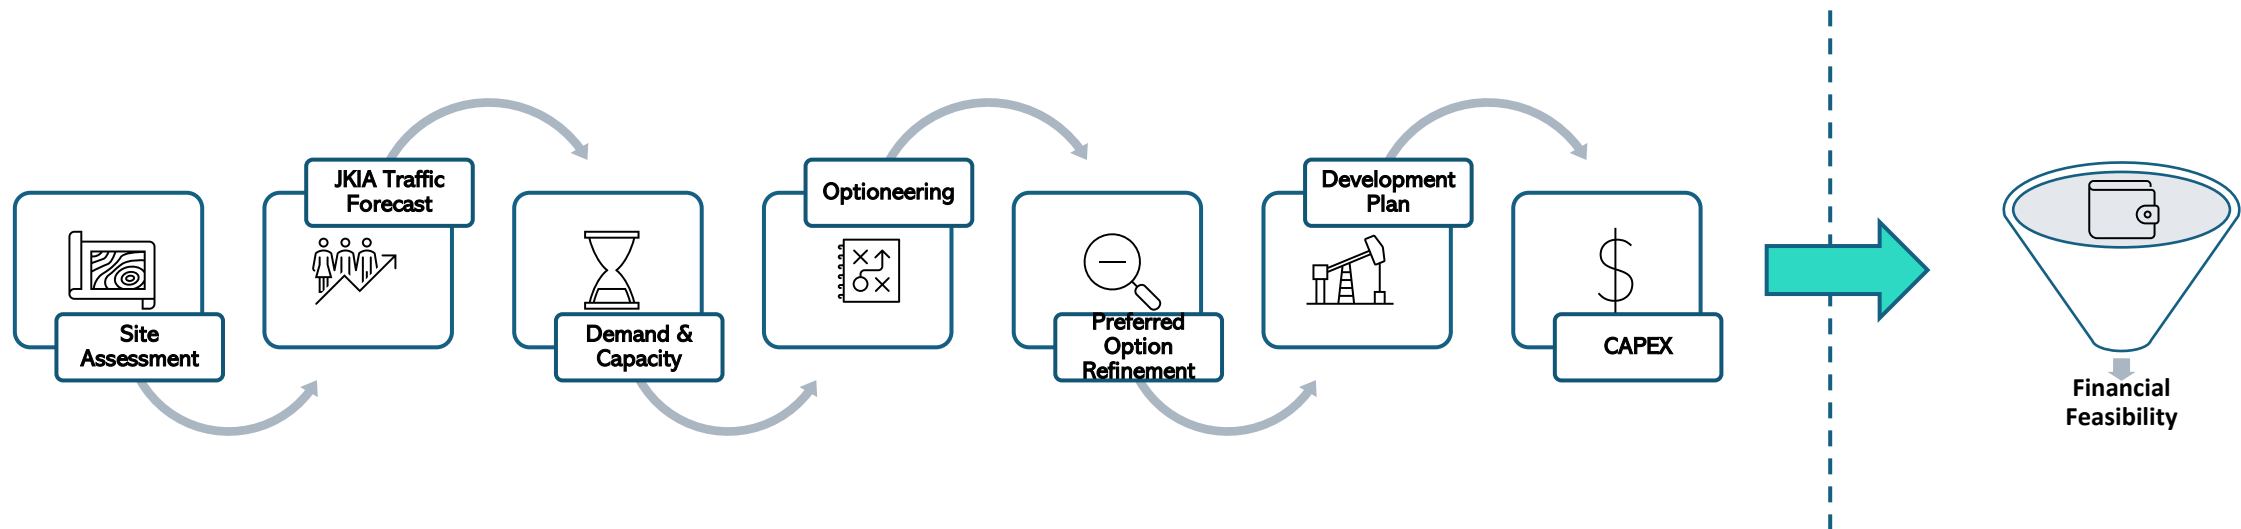 Site
Assessment
JKIA Traffic
Forecast
Demand &
Capacity
Optioneering
Preferred
Option
Refinement
Development
Plan
CAPEX
Financial
Feasibility